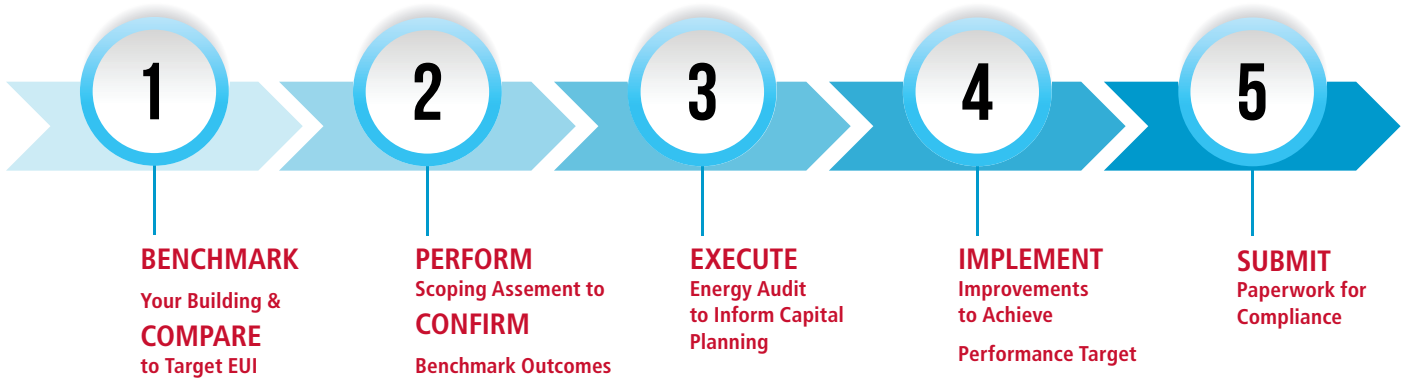 1
BENCHMARK
Your Building &
COMPARE
to Target EUI
2
PERFORM
Scoping Assement to
CONFIRM
Benchmark Outcomes
3
EXECUTE
Energy Audit
to Inform Capital
Planning
4
IMPLEMENT
Improvements
to Achieve
Performance Target
5
SUBMIT
Paperwork for
Compliance